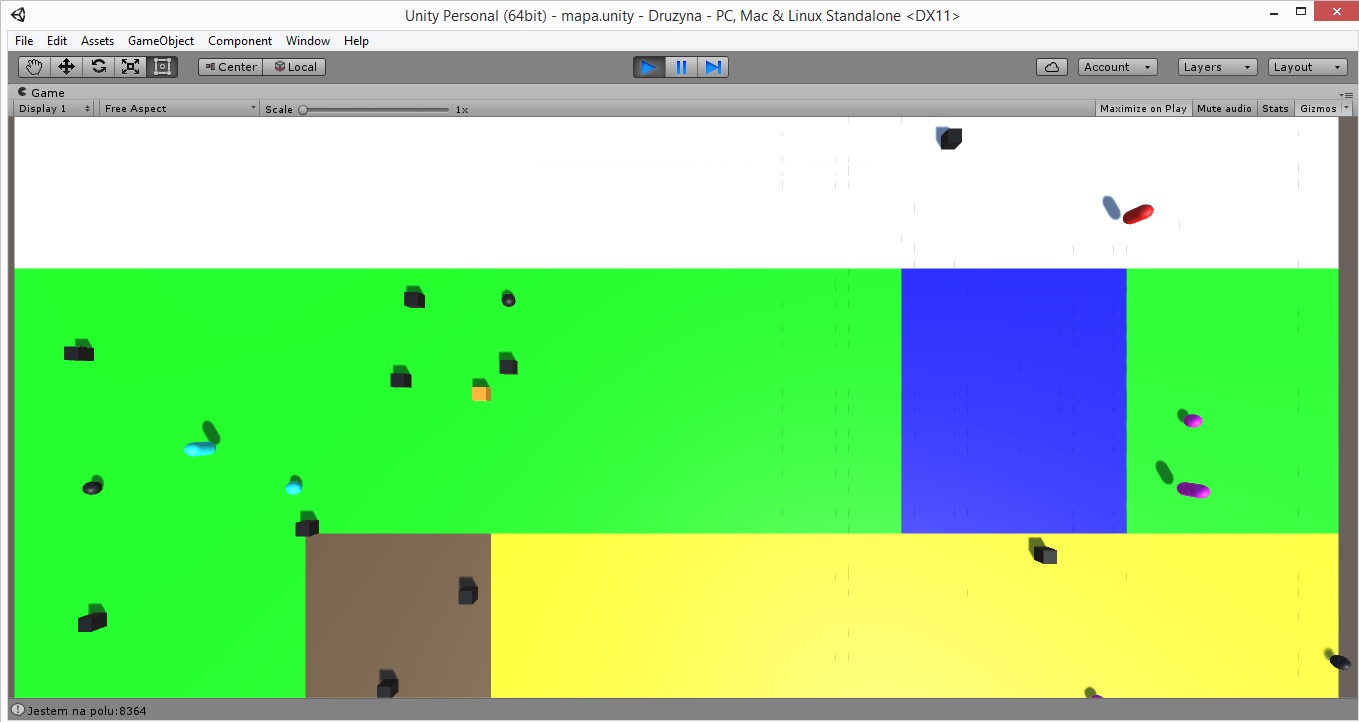 Unity Personal (64bit) - mapa.unity - Druzyna - PC, Mac & Linux Standalone <DX11>
File Edit Assets GameObject Component Window Help
Center Local Account Layers Layout
Game
Display 1 Free Aspect Scale 1x Maximize on Play Mute audio Stats Gizmos
Jestem na polu:8364